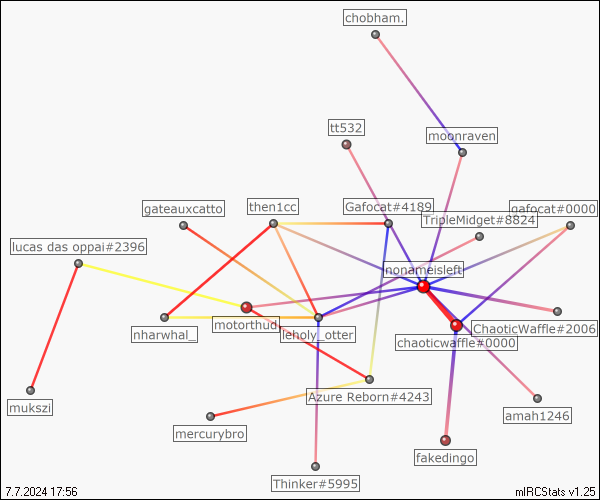 chobham.
tt532
moonraven
gateauxcatto
then1cc
Gafocat#4189
gafocat#0000
TripleMidget#8824
lucas das oppai#2396
nonameisleft
nharwhal_
motorthud
leholy_otter
ChaoticWaffle#2006
chaoticwaffle#0000
mukszi
Azure Reborn#4243
amah1246
mercurybro
fakedingo
Thinker#5995
7.7.2024 17:56
mIRCStats v1.25